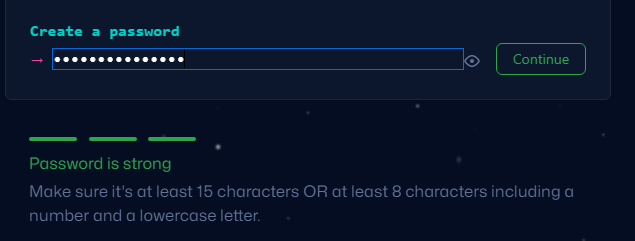 Create a password
→ ●●●●●●●●●●●●●●● Continue
Password is strong
Make sure it's at least 15 characters OR at least 8 characters including a
number and a lowercase letter.